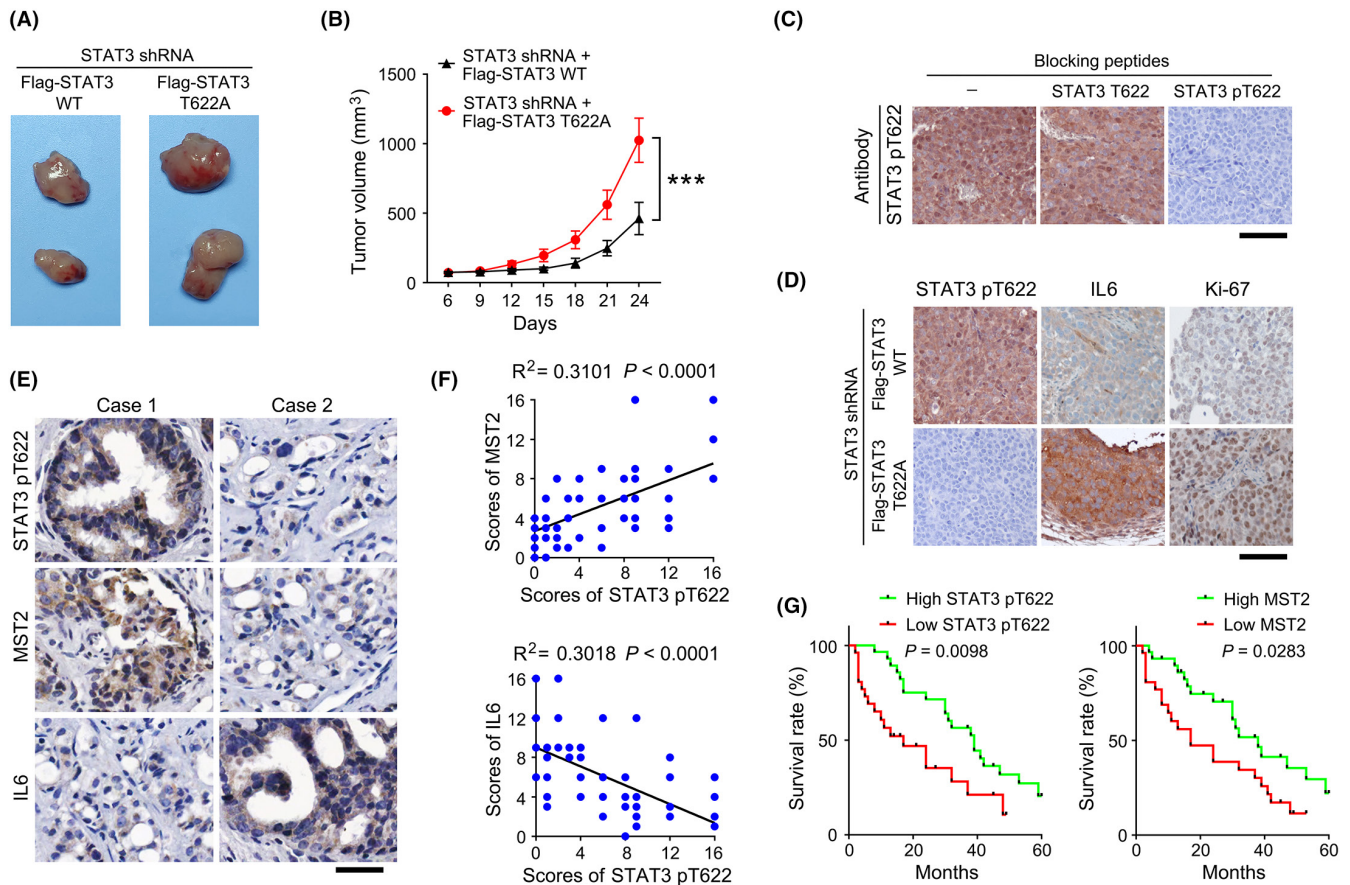 (A)
STAT3 shRNA
Flag-STAT3
WT
Flag-STAT3
T622A
(B)
STAT3 shRNA +
Flag-STAT3 WT
STAT3 shRNA +
Flag-STAT3 T622A
Tumor volume (mm3)
1500
1000
500
0
***
6 9 12 15 18 21 24
Days
(C)
Blocking peptides
– STAT3 T622 STAT3 pT622
Antibody
STAT3 pT622
(D)
STAT3 pT622 IL6 Ki-67
STAT3 shRNA
Flag-STAT3
WT
Flag-STAT3
T622A
(E)
Case 1 Case 2
STAT3 pT622
MST2
IL6
(F)
R2= 0.3101 P < 0.0001
Scores of MST2
16
12
8
4
0
0 4 8 12 16
Scores of STAT3 pT622
R2= 0.3018 P < 0.0001
Scores of IL6
16
12
8
4
0
0 4 8 12 16
Scores of STAT3 pT622
(G)
High STAT3 pT622
Low STAT3 pT622
P = 0.0098
Survival rate (%)
100
50
0
0 20 40 60
Months
High MST2
Low MST2
P = 0.0283
Survival rate (%)
100
50
0
0 20 40 60
Months